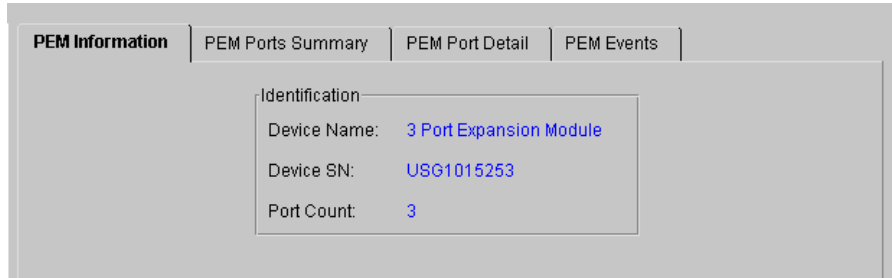 PEM Information PEM Ports Summary PEM Port Detail PEM Events
Identification
Device Name: 3 Port Expansion Module
Device SN: USG1015253
Port Count: 3